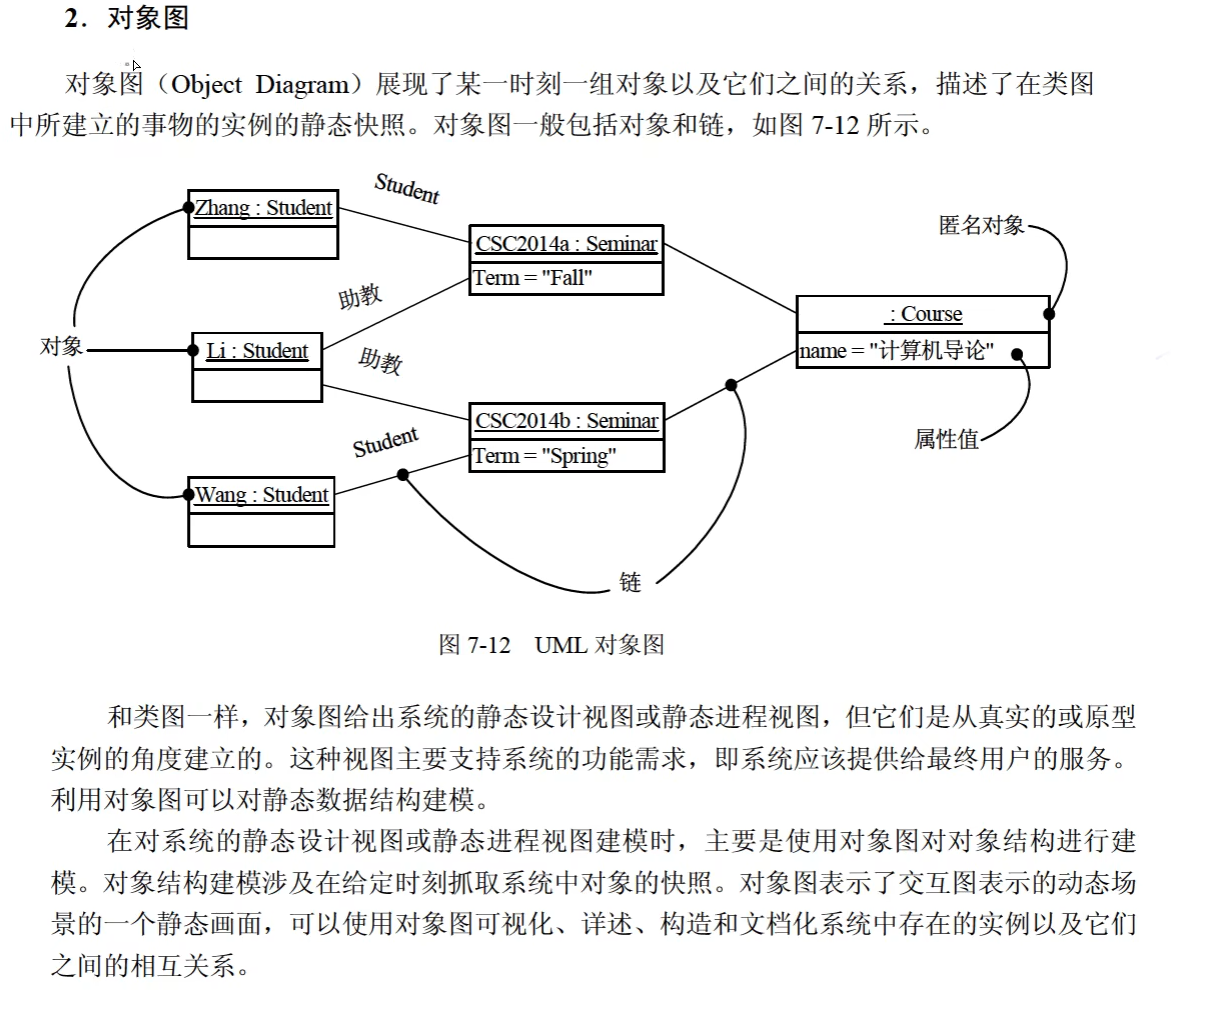 2. 对象图
对象图（Object Diagram）展现了某一时刻一组对象以及它们之间的关系，描述了在类图
中所建立的事物的实例的静态快照。对象图一般包括对象和链，如图 7-12 所示。
Student
Zhang : Student
匿名对象
CSC2014a : Seminar
Term = "Fall"
助教
: Course
对象
Li : Student
助教
name = "计算机导论"
CSC2014b : Seminar
Student
属性值
Term = "Spring"
Wang : Student
链
图 7-12 UML 对象图
和类图一样，对象图给出系统的静态设计视图或静态进程视图，但它们是从真实的或原型
实例的角度建立的。这种视图主要支持系统的功能需求，即系统应该提供给最终用户的服务。
利用对象图可以对静态数据结构建模。
在对系统的静态设计视图或静态进程视图建模时，主要是使用对象图对对象结构进行建
模。对象结构建模涉及在给定时刻抓取系统中对象的快照。对象图表示了交互图表示的动态场
景的一个静态画面，可以使用对象图可视化、详述、构造和文档化系统中存在的实例以及它们
之间的相互关系。